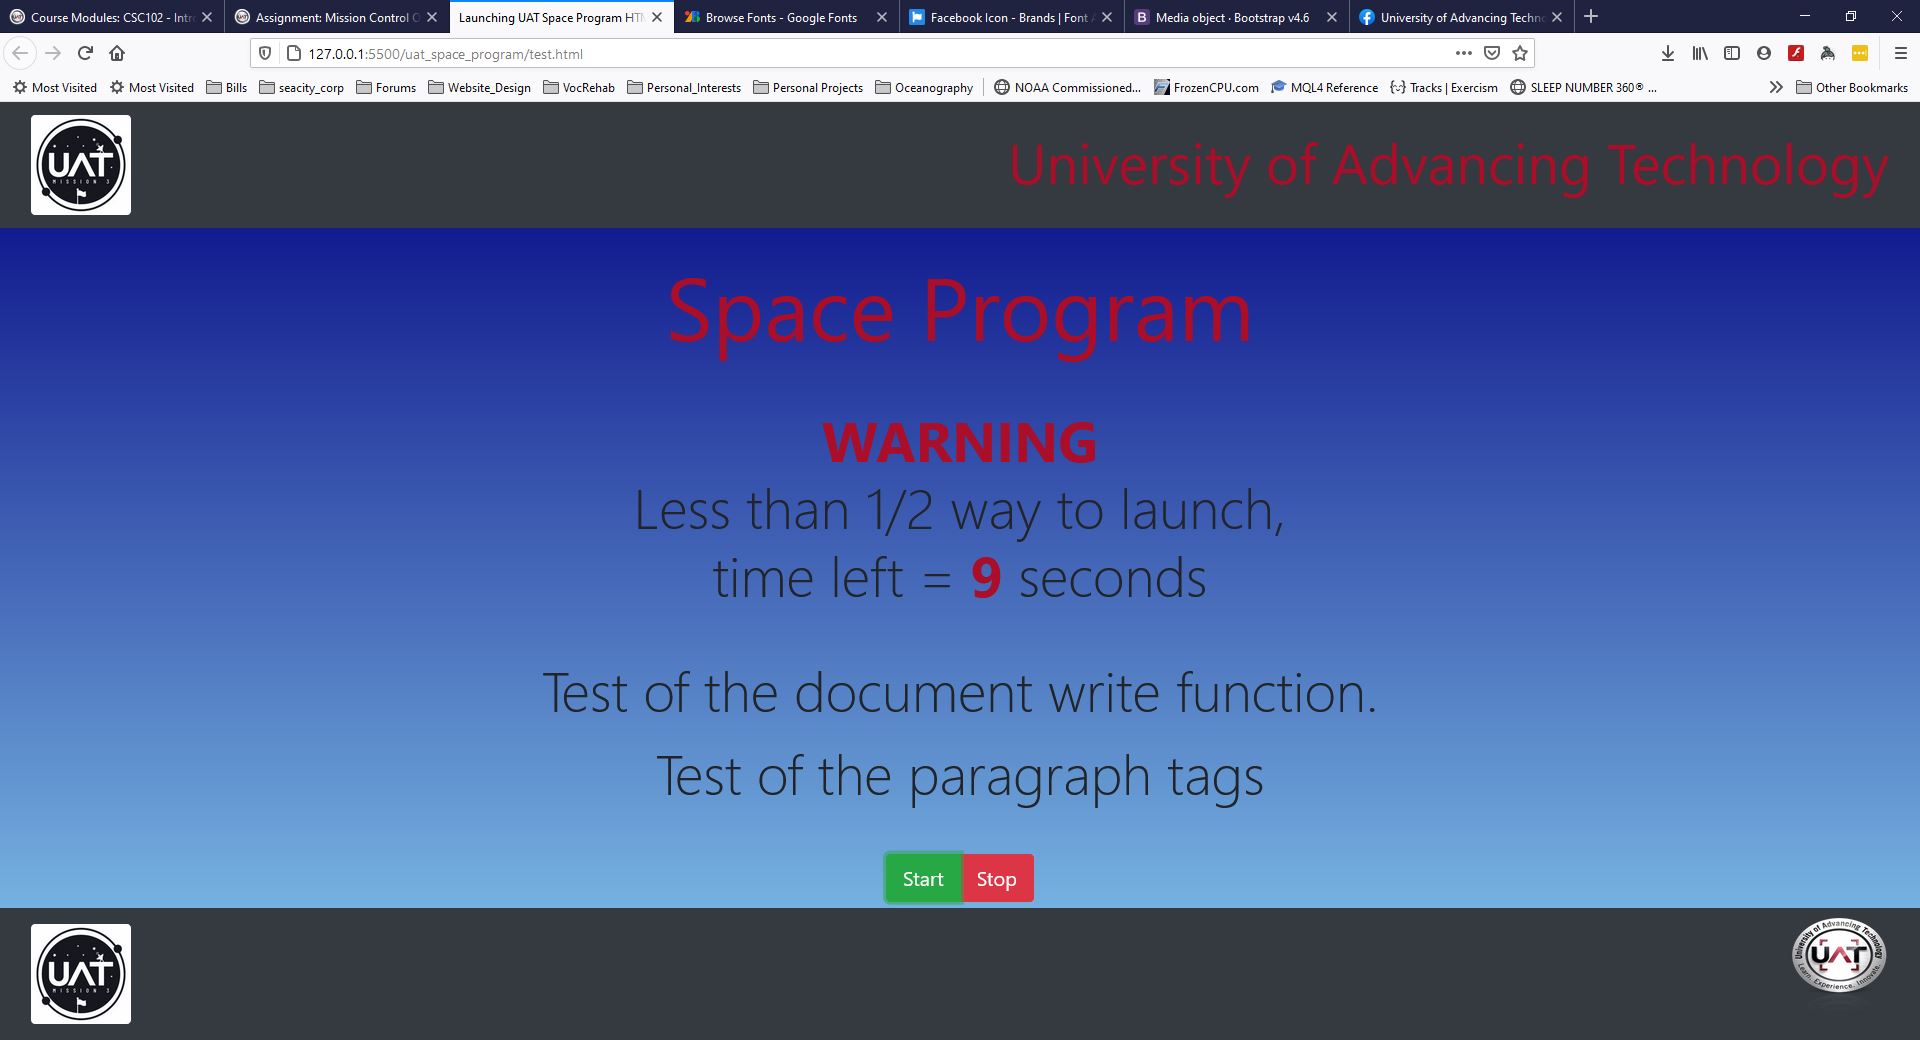 Course Modules: CSC102 - Intr
Assignment: Mission Control O
Launching UAT Space Program HTM
Browse Fonts - Google Fonts
Facebook Icon - Brands | Font A
Media object · Bootstrap v4.6
University of Advancing Techno
127.0.0.1:5500/uat_space_program/test.html
Most Visited
Most Visited
Bills
seacity_corp
Forums
Website_Design
VocRehab
Personal_Interests
Personal Projects
Oceanography
NOAA Commissioned...
FrozenCPU.com
MQL4 Reference
Tracks | Exercism
SLEEP NUMBER 360® ...
Other Bookmarks
UAT
MISSION 3
University of Advancing Technology
Space Program
WARNING
Less than 1/2 way to launch,
time left = 9 seconds
Test of the document write function.
Test of the paragraph tags
Start
Stop
UAT
MISSION 3
University of Advancing Technology
UAT
Learn. Experience. Innovate.